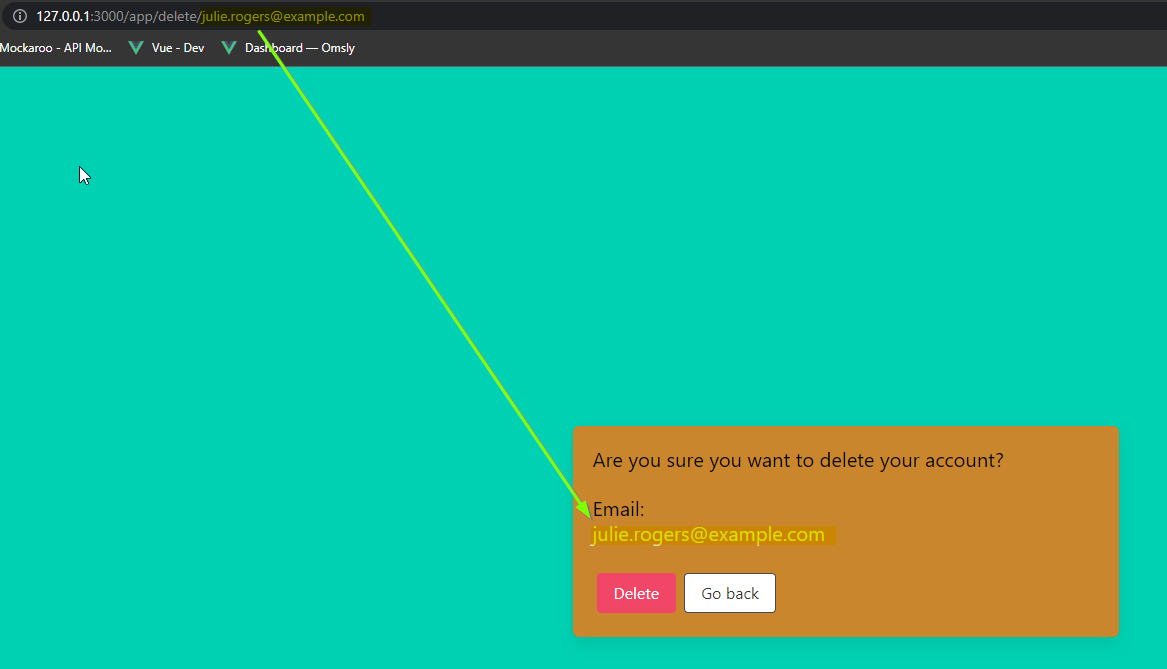 127.0.0.1:3000/app/delete/julie.rogers@example.com
Mockaroo - API Mo... Vue - Dev Dashboard — Omsly
Are you sure you want to delete your account?
Email:
julie.rogers@example.com
Delete Go back